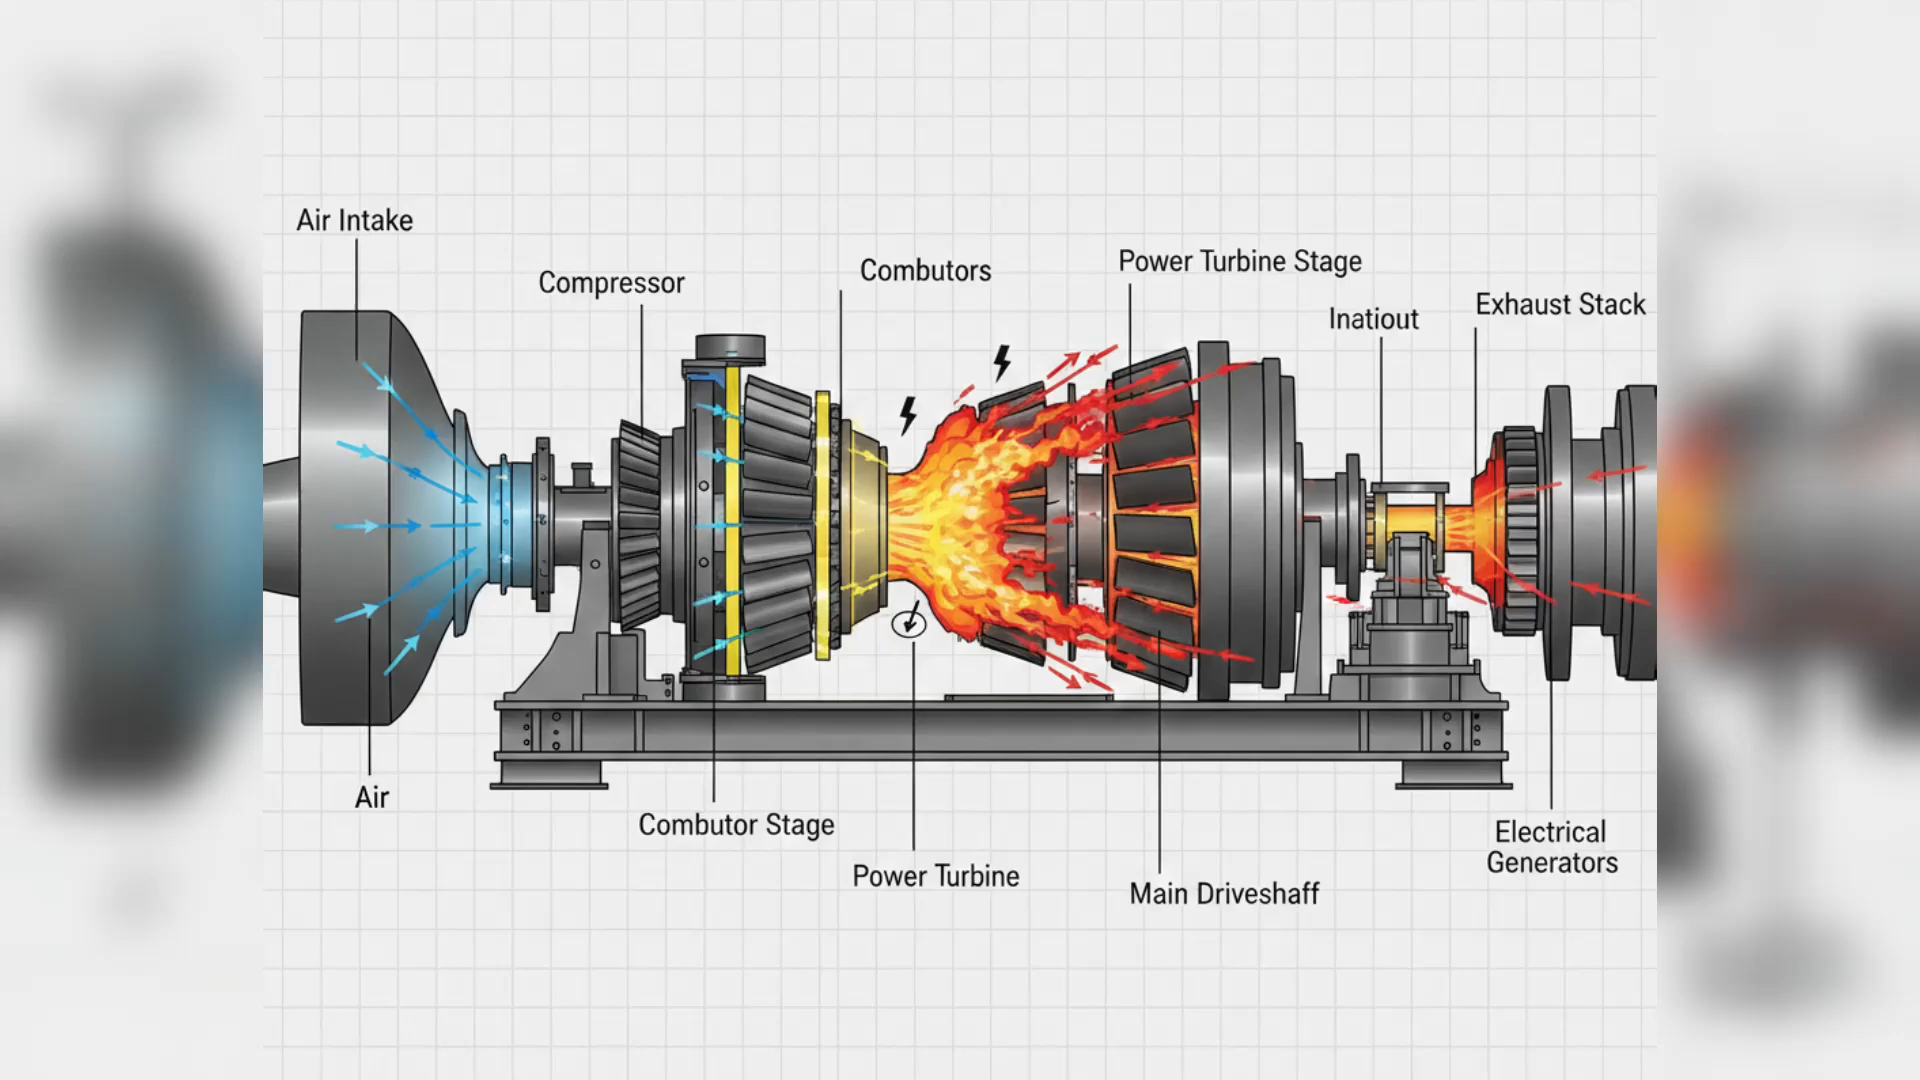 Air Intake
Compressor
Combutors
Power Turbine Stage
Inatiout
Exhaust Stack
Air
Combutor Stage
Power Turbine
Main Driveshaff
Electrical
Generators